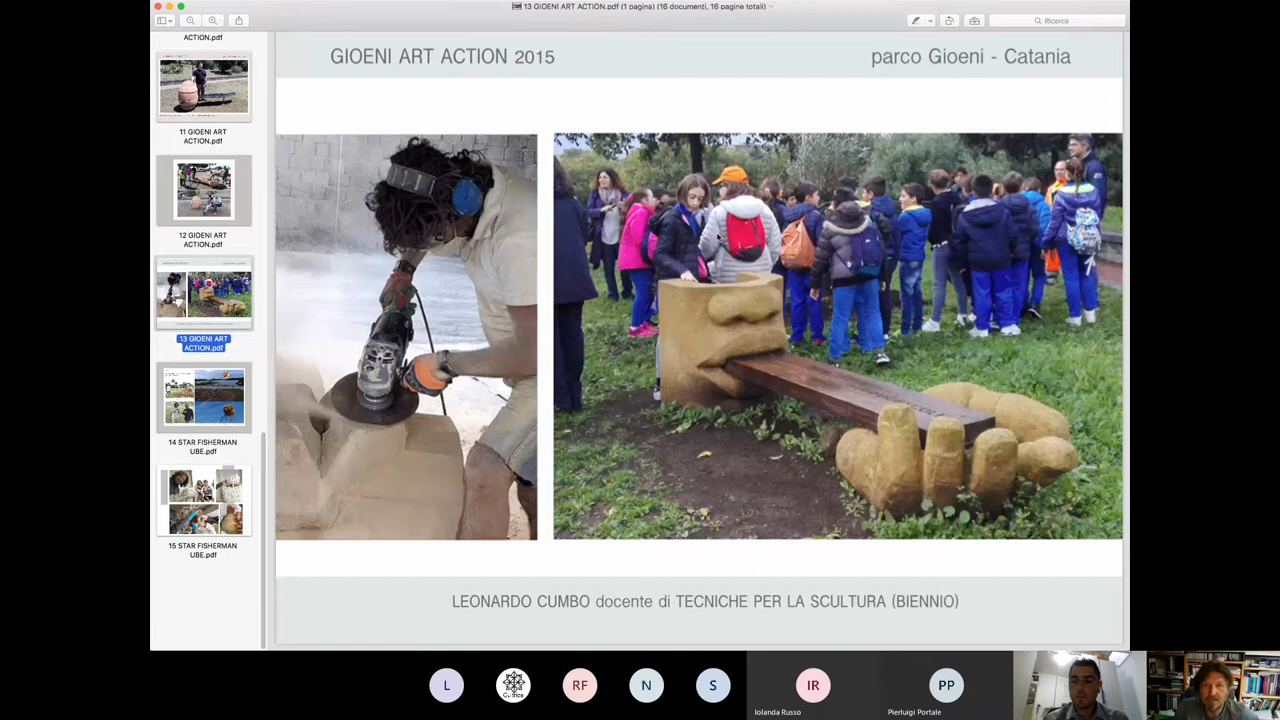 13 GIOENI ART ACTION.pdf (1 pagina) (16 documenti, 16 pagine totali)
Ricerca
ACTION.pdf
11 GIOENI ART
ACTION.pdf
12 GIOENI ART
ACTION.pdf
13 GIOENI ART
ACTION.pdf
14 STAR FISHERMAN
UBE.pdf
15 STAR FISHERMAN
UBE.pdf
GIOENI ART ACTION 2015
parco Gioeni - Catania
LEONARDO CUMBO docente di TECNICHE PER LA SCULTURA (BIENNIO)
L
RF
N
S
IR
PP
Iolanda Russo
Pierluigi Portale